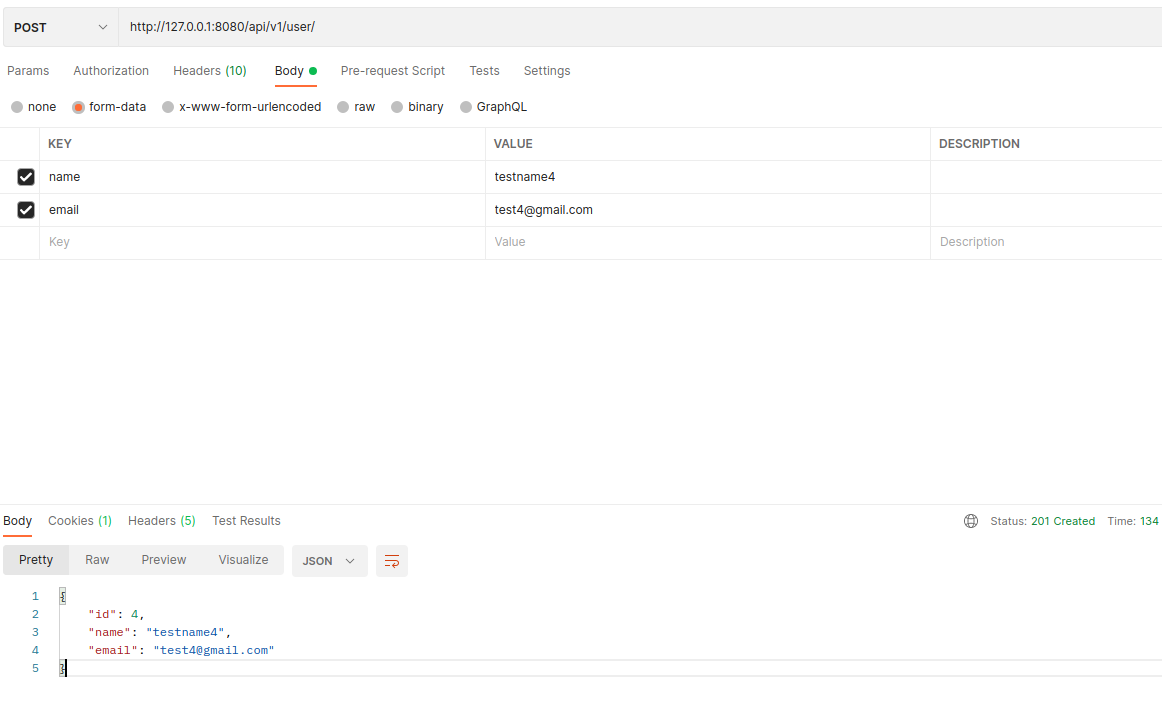 POST http://127.0.0.1:8080/api/v1/user/
Params Authorization Headers (10) Body Pre-request Script Tests Settings
none form-data x-www-form-urlencoded raw binary GraphQL
KEY VALUE DESCRIPTION
name testname4
email test4@gmail.com
Key Value Description
Body Cookies (1) Headers (5) Test Results Status: 201 Created Time: 134
Pretty Raw Preview Visualize JSON
1 {
2 "id": 4,
3 "name": "testname4",
4 "email": "test4@gmail.com"
5 }